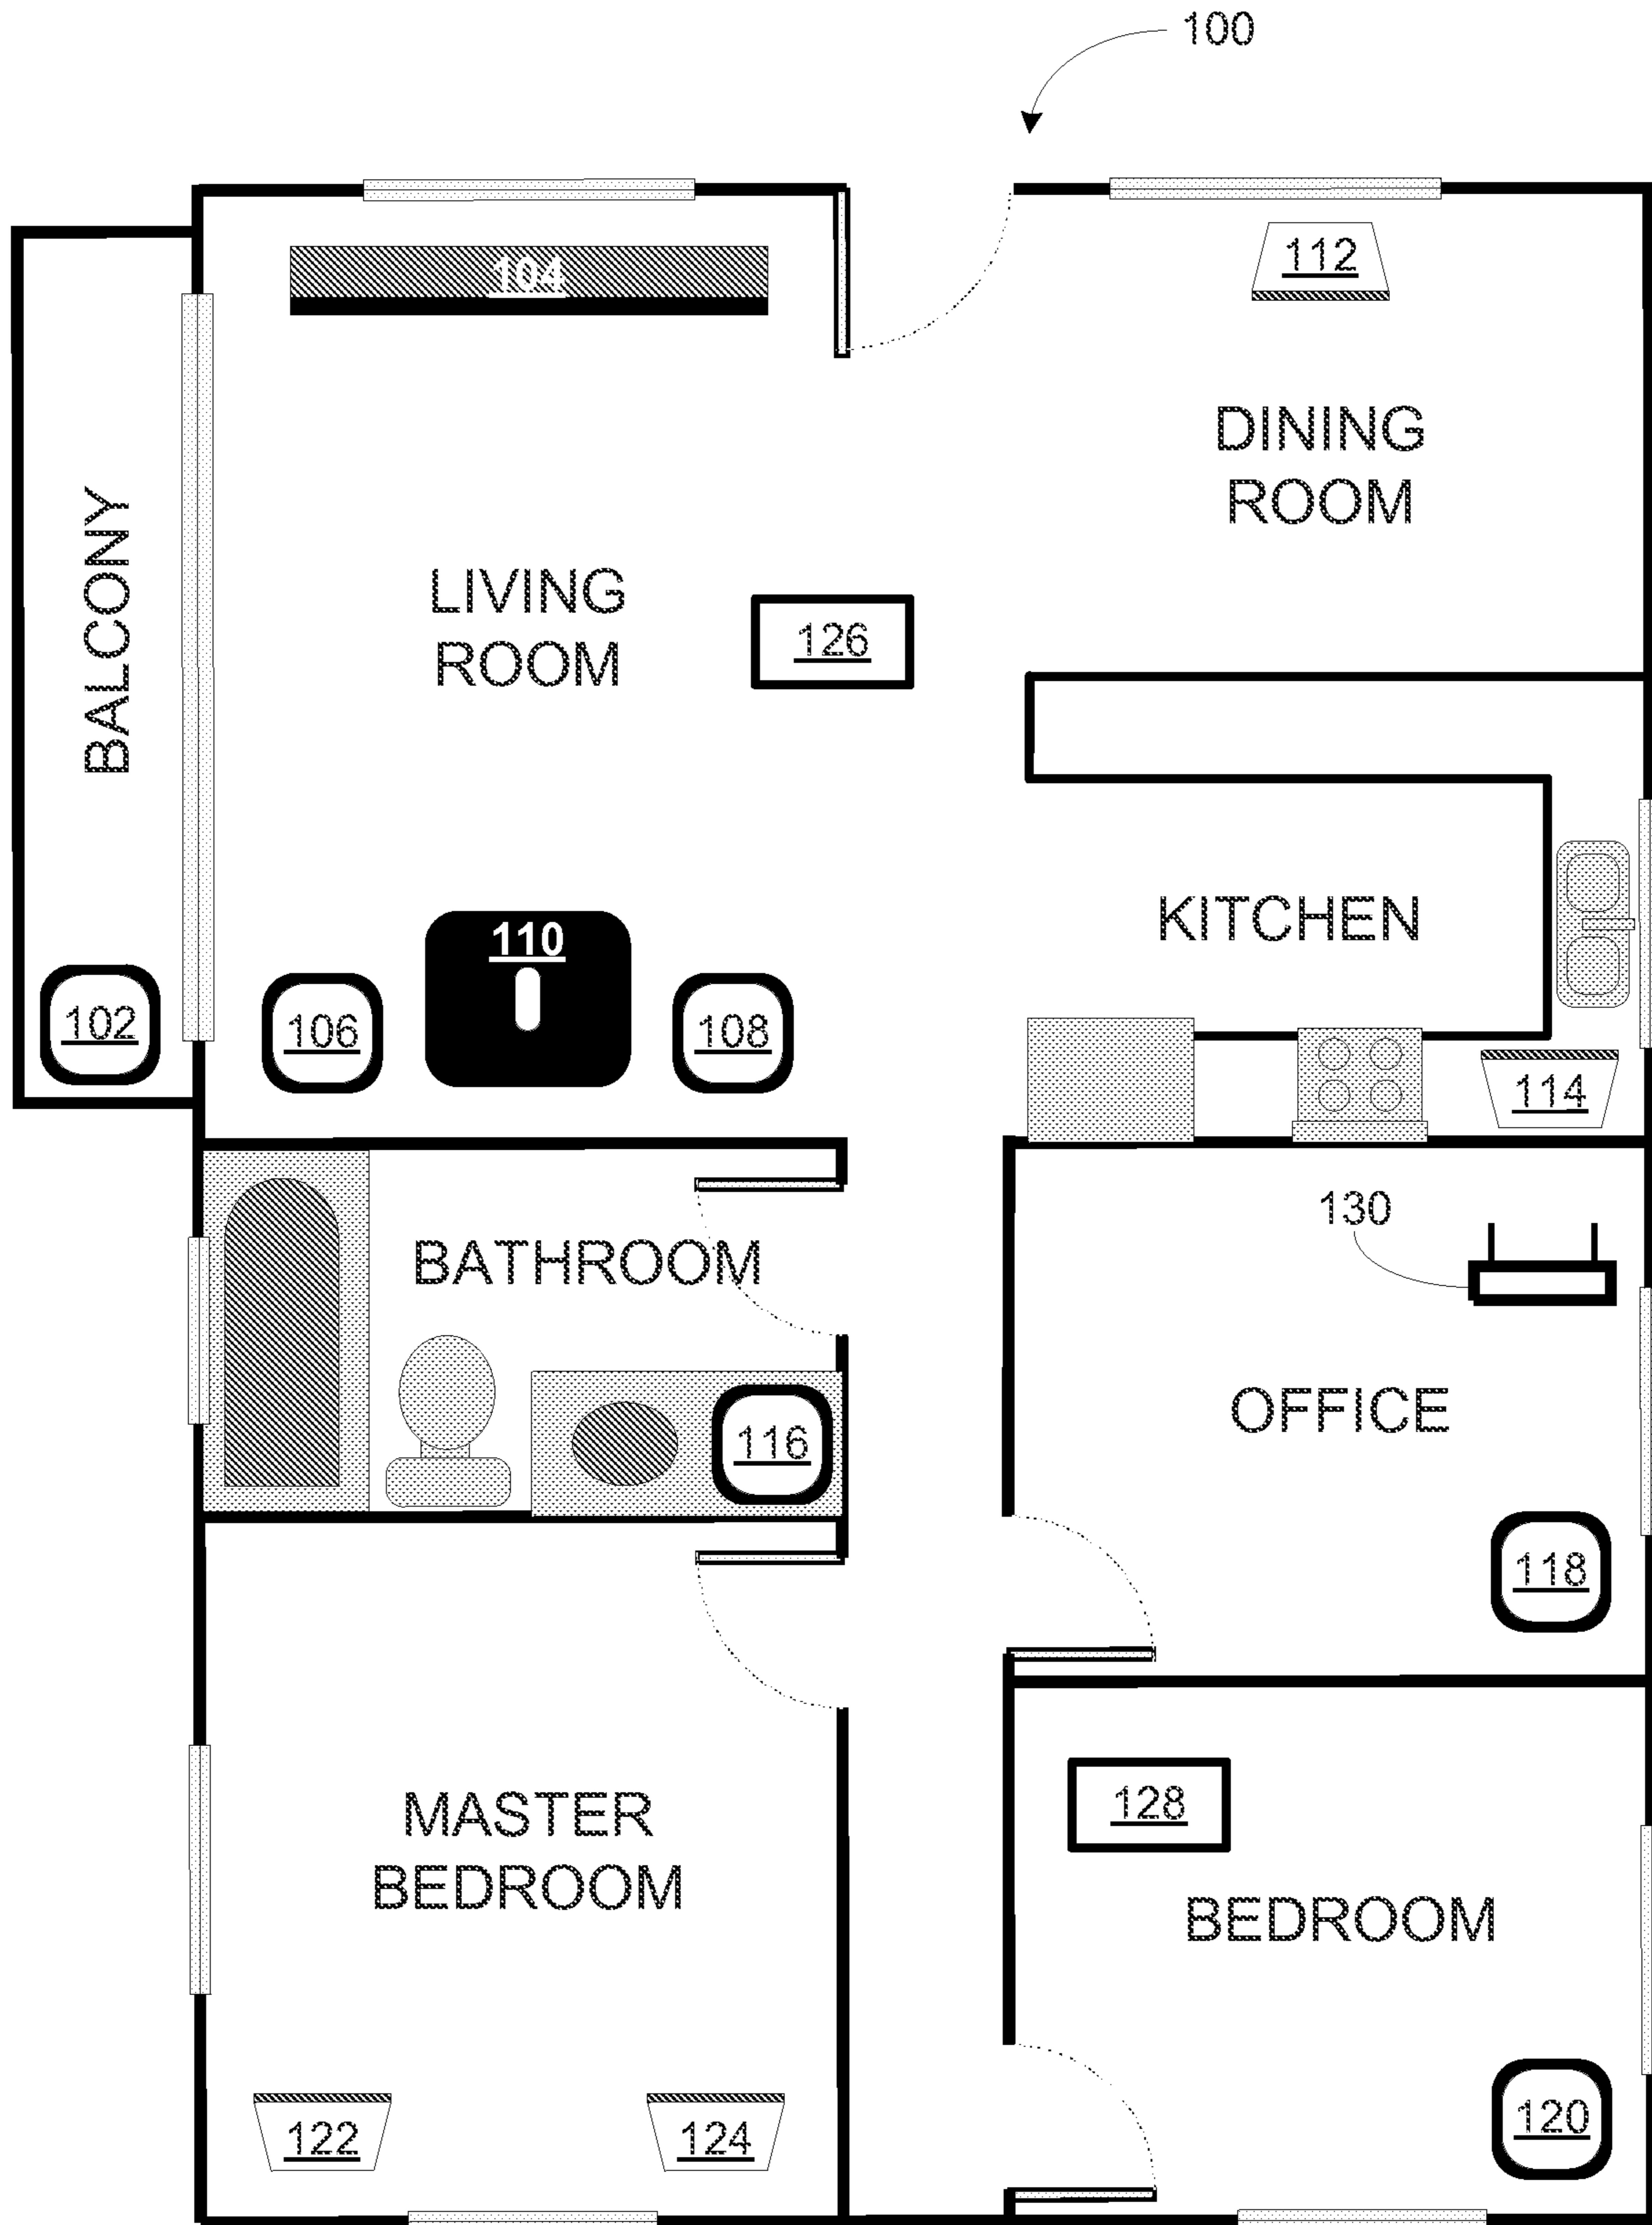 100
104
112
DINING
ROOM
BALCONY
LIVING
ROOM
126
KITCHEN
110
102
106
108
114
130
BATHROOM
OFFICE
116
118
128
MASTER
BEDROOM
BEDROOM
122
124
120